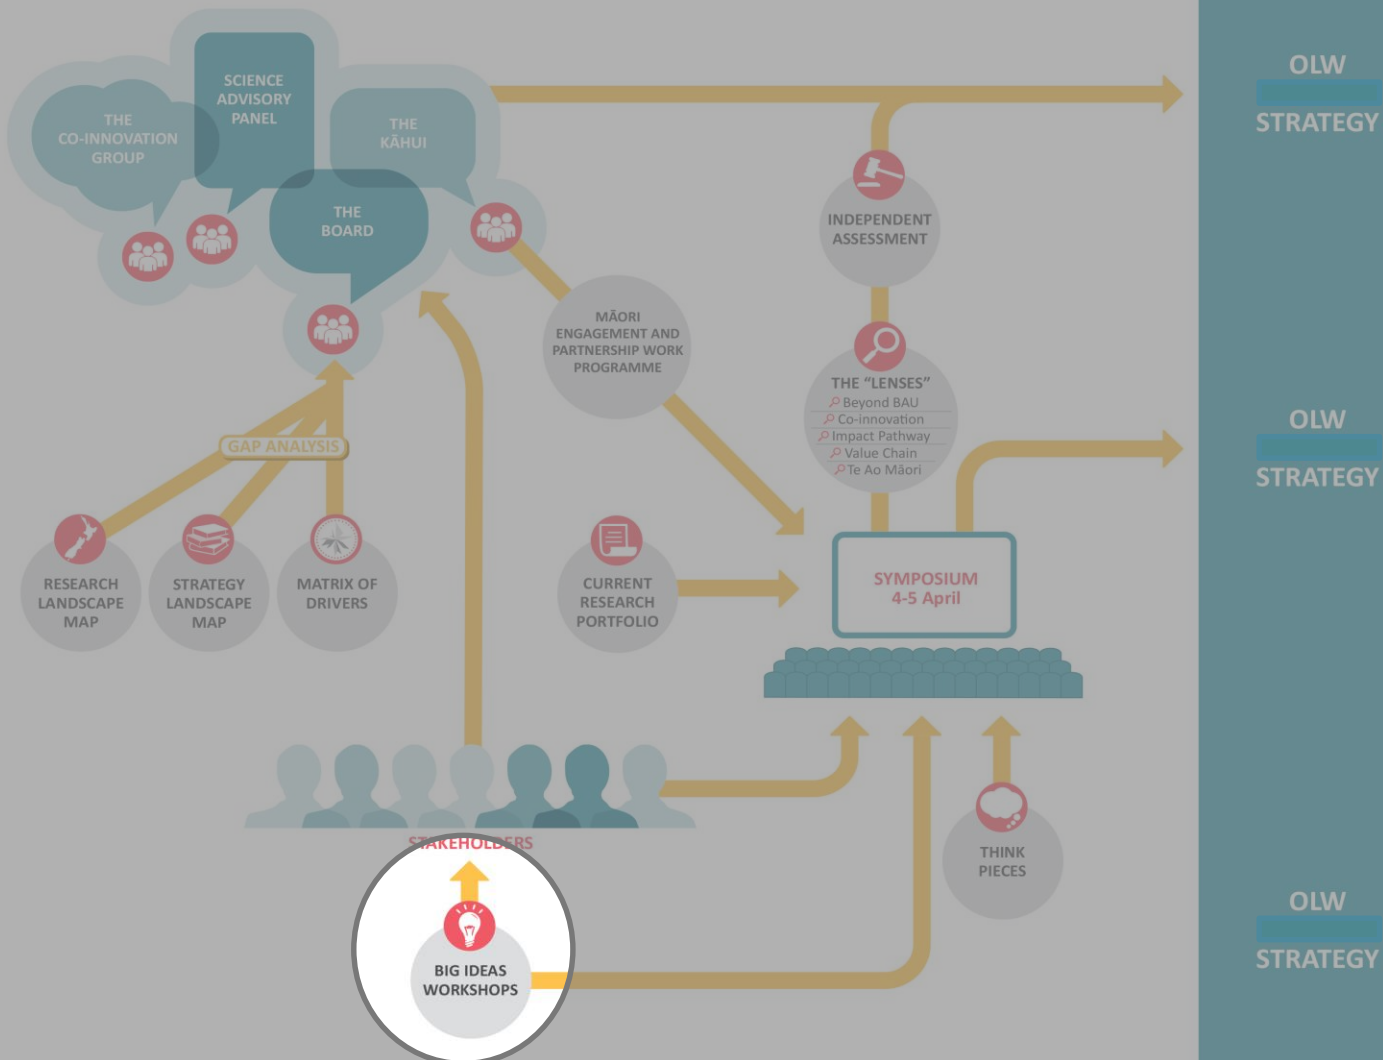 SCIENCE
ADVISORY
PANEL
THE
CO-INNOVATION
GROUP
THE
KĀHUI
THE
BOARD
OLW
STRATEGY
INDEPENDENT
ASSESSMENT
MĀORI
ENGAGEMENT AND
PARTNERSHIP WORK
PROGRAMME
THE “LENSES”
Beyond BAU
Co-innovation
Impact Pathway
Value Chain
Te Ao Māori
OLW
STRATEGY
GAP ANALYSIS
RESEARCH
LANDSCAPE
MAP
STRATEGY
LANDSCAPE
MAP
MATRIX OF
DRIVERS
CURRENT
RESEARCH
PORTFOLIO
SYMPOSIUM
4-5 April
STAKEHOLDERS
THINK
PIECES
BIG IDEAS
WORKSHOPS
OLW
STRATEGY